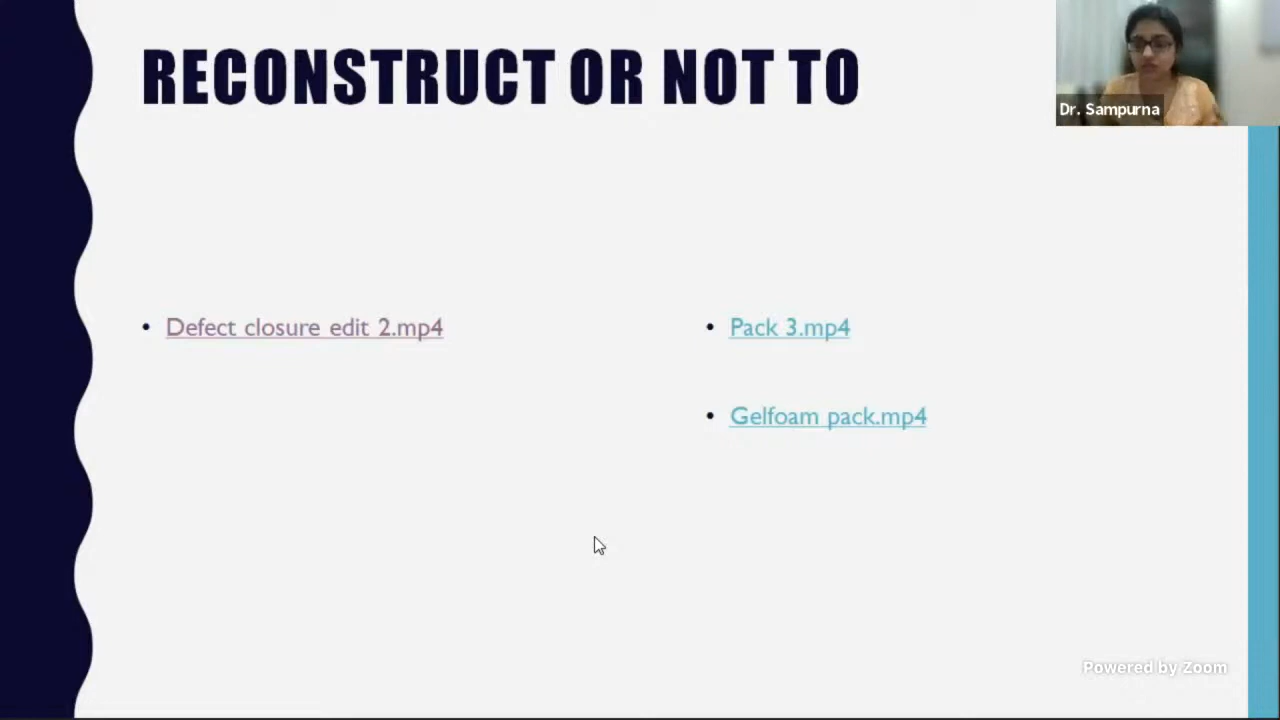 RECONSTRUCT OR NOT TO
Dr. Sampurna
• Defect closure edit 2.mp4
• Pack 3.mp4
• Gelfoam pack.mp4
Powered by Zoom